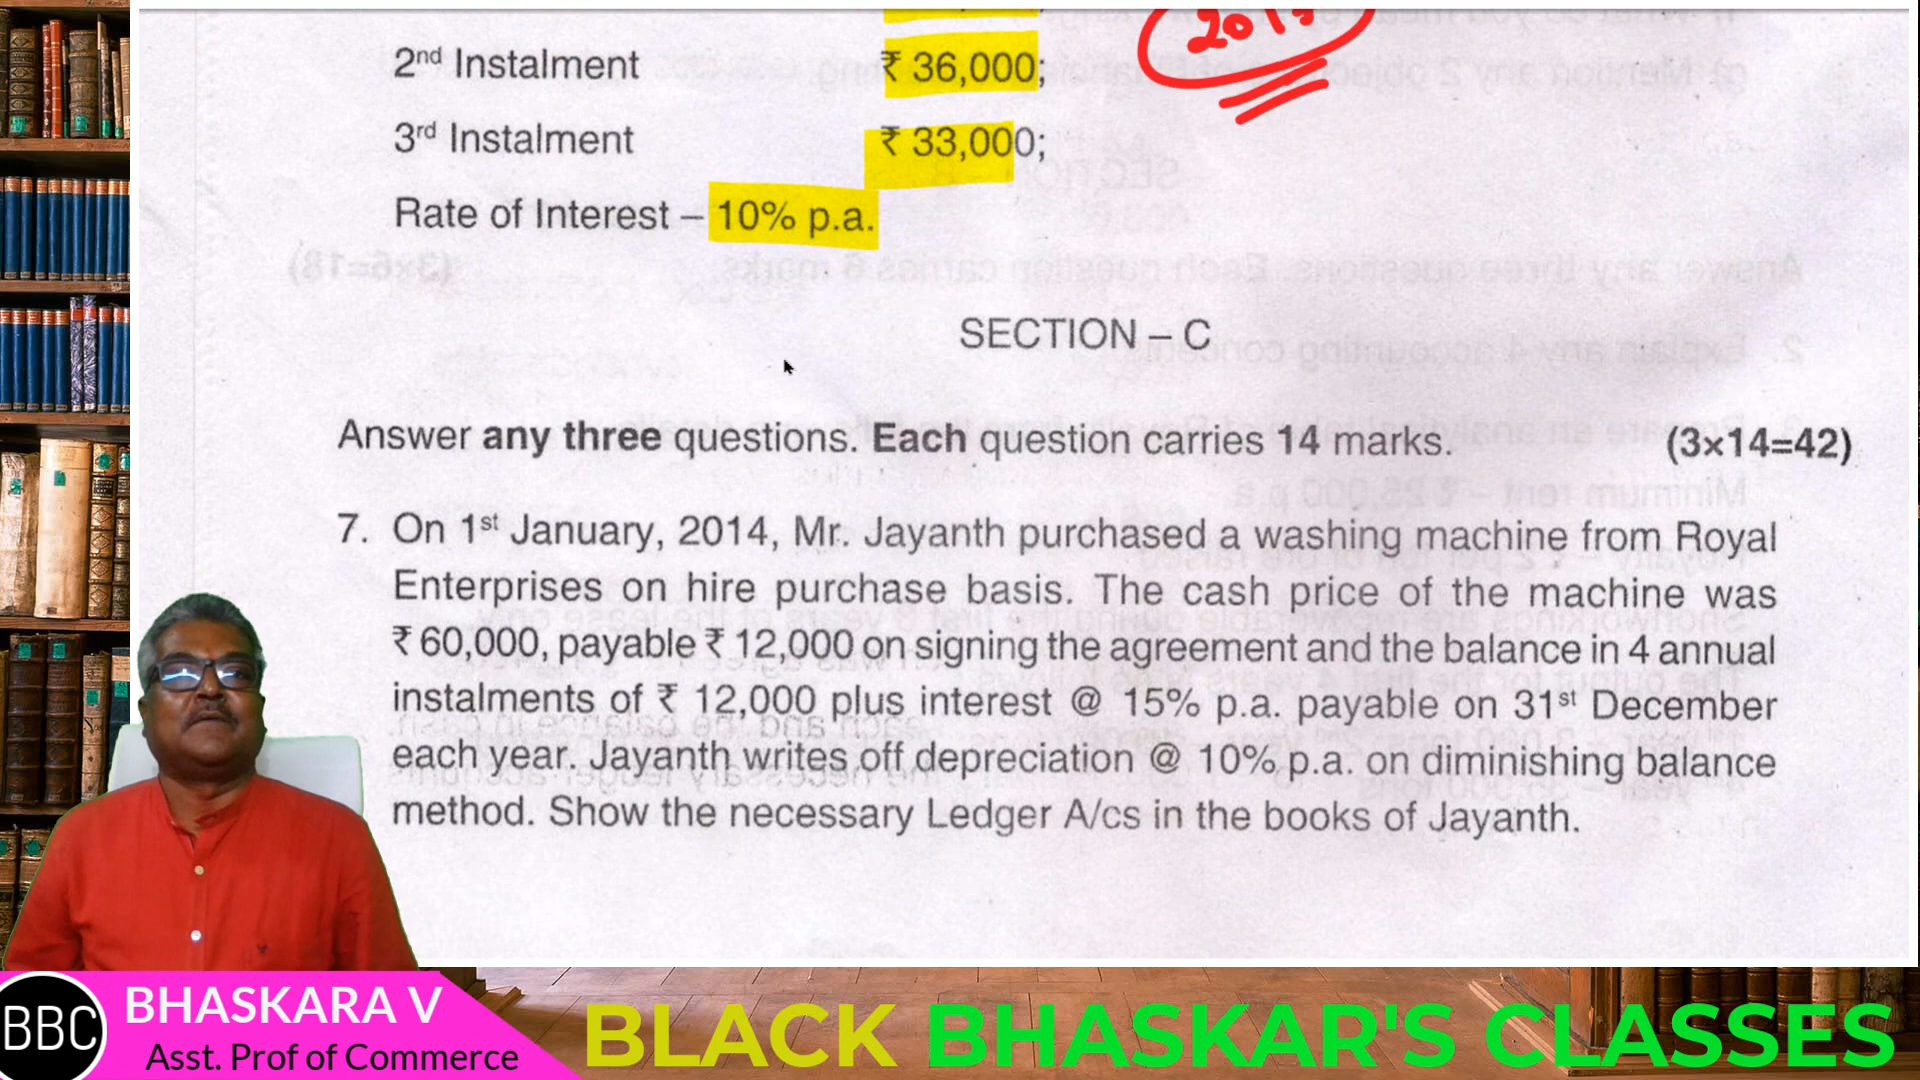 2nd Instalment ₹ 36,000;
3rd Instalment ₹ 33,000;
Rate of Interest – 10% p.a.
SECTION – C
Answer any three questions. Each question carries 14 marks. (3x14=42)
7. On 1st January, 2014, Mr. Jayanth purchased a washing machine from Royal
Enterprises on hire purchase basis. The cash price of the machine was
₹ 60,000, payable ₹ 12,000 on signing the agreement and the balance in 4 annual
instalments of ₹ 12,000 plus interest @ 15% p.a. payable on 31st December
each year. Jayanth writes off depreciation @ 10% p.a. on diminishing balance
method. Show the necessary Ledger A/cs in the books of Jayanth.
BBC
BHASKARA V
Asst. Prof of Commerce
BLACK BHASKAR'S CLASSES